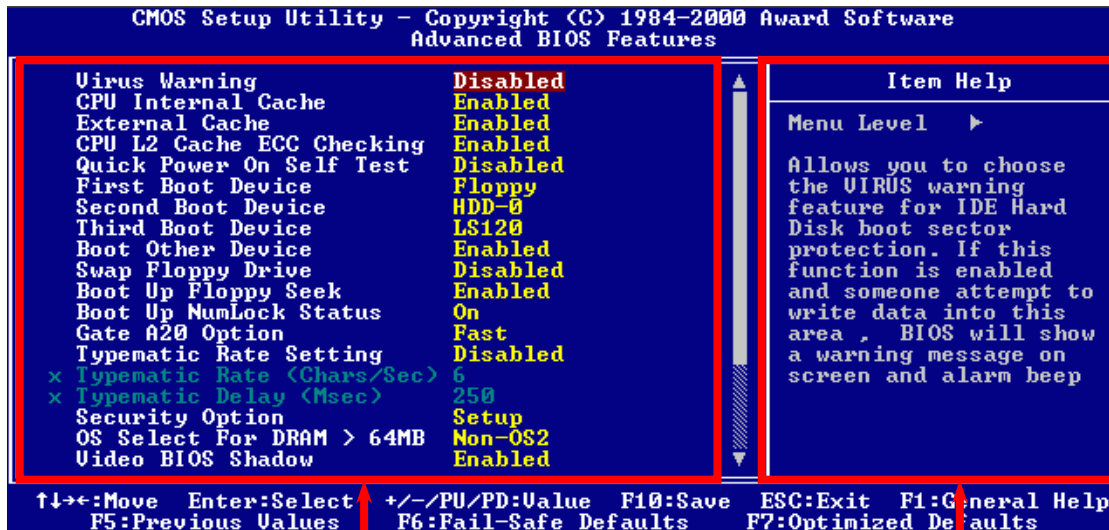 CMOS Setup Utility - Copyright (C) 1984-2000 Award Software
Advanced BIOS Features
Virus Warning Disabled
CPU Internal Cache Enabled
External Cache Enabled
CPU L2 Cache ECC Checking Enabled
Quick Power On Self Test Disabled
First Boot Device Floppy
Second Boot Device HDD-0
Third Boot Device LS120
Boot Other Device Enabled
Swap Floppy Drive Disabled
Boot Up Floppy Seek Enabled
Boot Up NumLock Status On
Gate A20 Option Fast
Typematic Rate Setting Disabled
x Typematic Rate (Chars/Sec) 6
x Typematic Delay (Msec) 250
Security Option Setup
OS Select For DRAM > 64MB Non-OS2
Video BIOS Shadow Enabled
Item Help
Menu Level ►
Allows you to choose
the VIRUS warning
feature for IDE Hard
Disk boot sector
protection. If this
function is enabled
and someone attempt to
write data into this
area , BIOS will show
a warning message on
screen and alarm beep
↑↓→←:Move Enter:Select +/-/PU/PD:Value F10:Save ESC:Exit F1:General Help
F5:Previous Values F6:Fail-Safe Defaults F7:Optimized Defaults